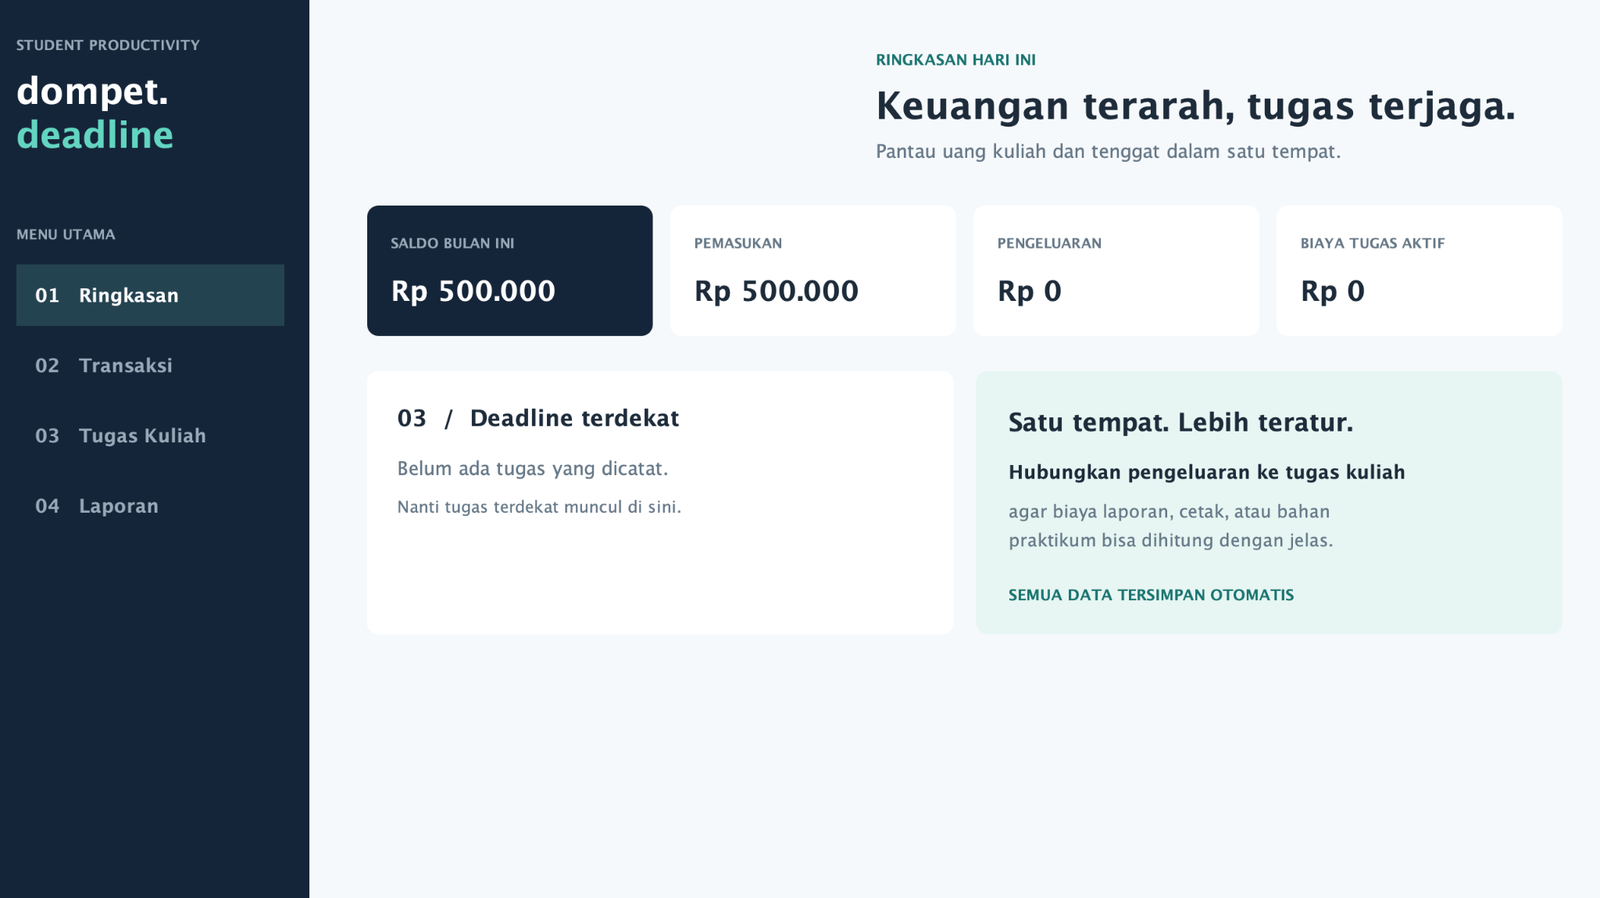 STUDENT PRODUCTIVITY
dompet.
deadline
MENU UTAMA
01 Ringkasan
02 Transaksi
03 Tugas Kuliah
04 Laporan
RINGKASAN HARI INI
Keuangan terarah, tugas terjaga.
Pantau uang kuliah dan tenggat dalam satu tempat.
SALDO BULAN INI
Rp 500.000
PEMASUKAN
Rp 500.000
PENGELUARAN
Rp 0
BIAYA TUGAS AKTIF
Rp 0
03 / Deadline terdekat
Belum ada tugas yang dicatat.
Nanti tugas terdekat muncul di sini.
Satu tempat. Lebih teratur.
Hubungkan pengeluaran ke tugas kuliah
agar biaya laporan, cetak, atau bahan
praktikum bisa dihitung dengan jelas.
SEMUA DATA TERSIMPAN OTOMATIS